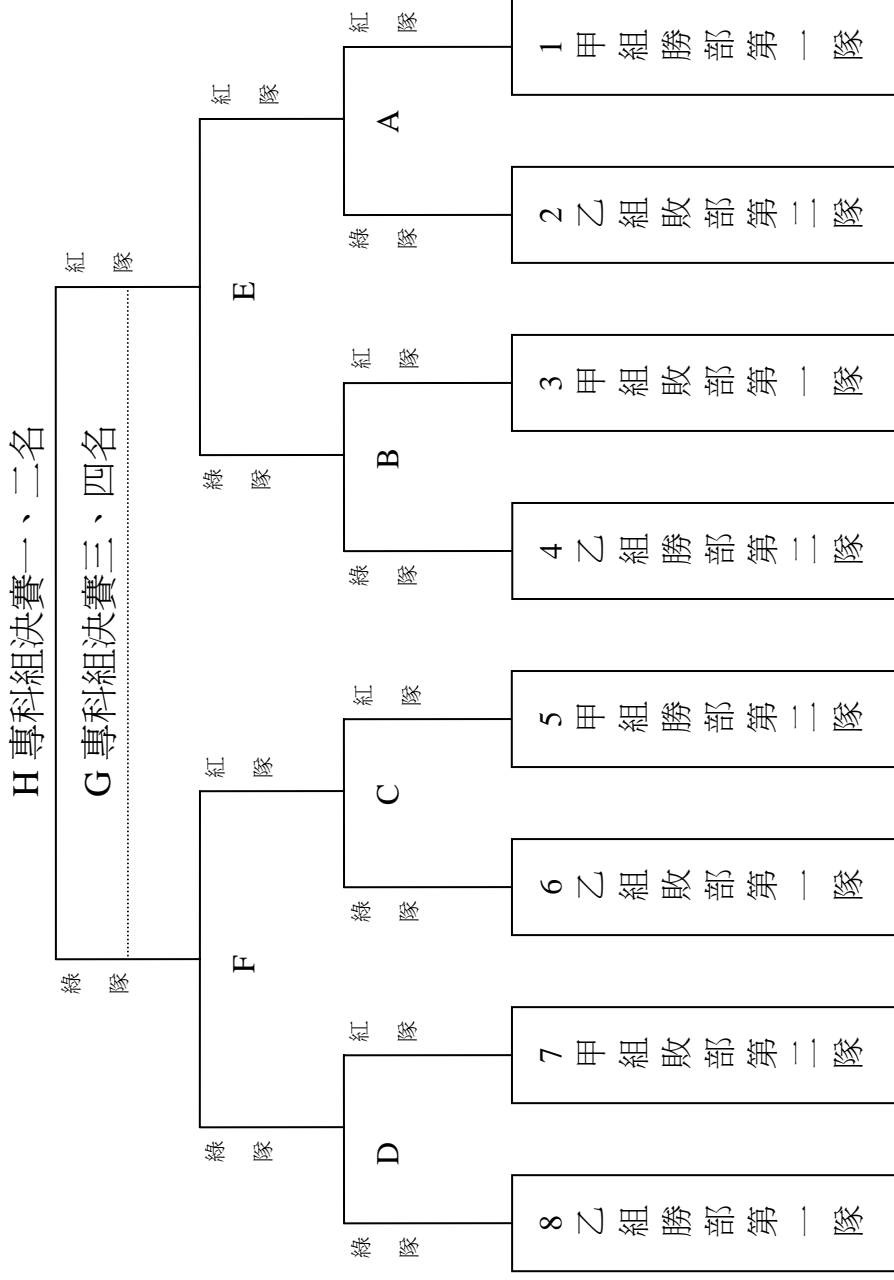 H 專科組決賽一、二名
綠隊
紅隊
G 專科組決賽三、四名
綠隊
紅隊
綠隊
紅隊
F
E
綠隊
紅隊
綠隊
紅隊
綠隊
紅隊
綠隊
紅隊
D
C
B
A
8 乙組勝部第一隊
7 甲組敗部第二隊
6 乙組敗部第一隊
5 甲組勝部第二隊
4 乙組勝部第二隊
3 甲組敗部第一隊
2 乙組敗部第二隊
1 甲組勝部第一隊